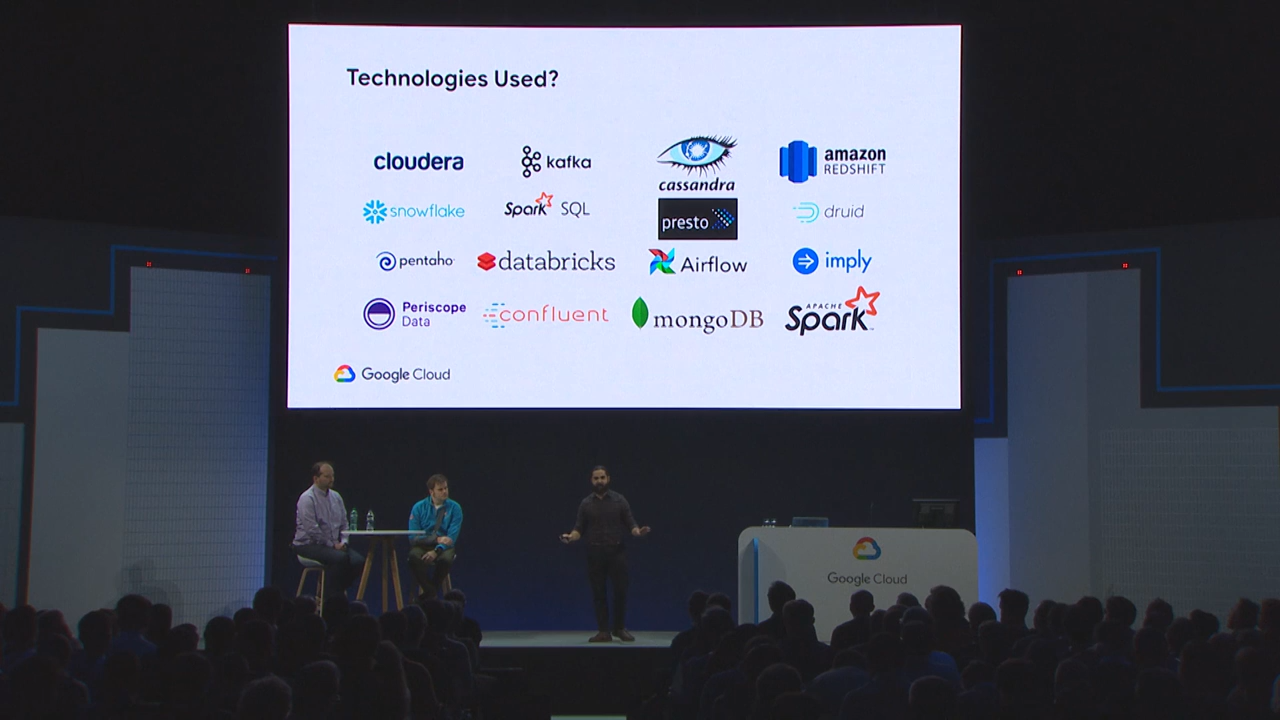 Technologies Used?
cloudera
kafka
cassandra
amazon
REDSHIFT
snowflake
Spark SQL
presto
druid
pentaho
databricks
Airflow
imply
Periscope
Data
confluent
mongoDB
APACHE
Spark
Google Cloud
Google Cloud